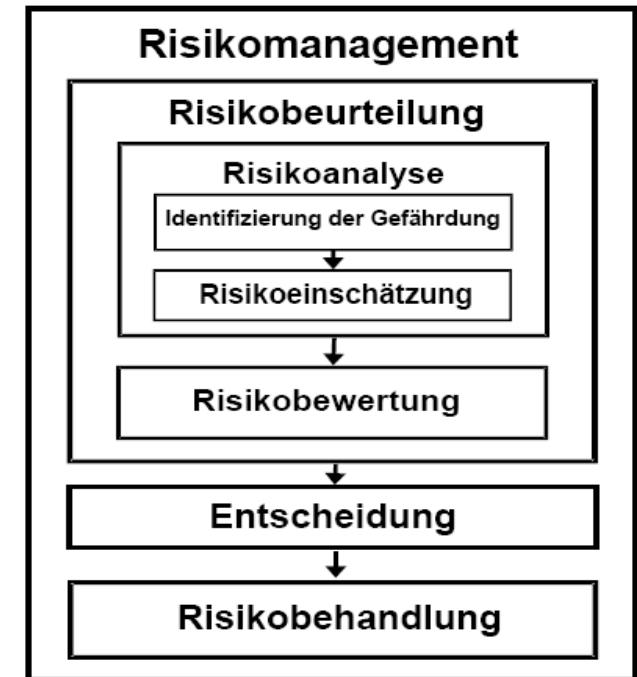 Risikomanagement
Risikobeurteilung
Risikoanalyse
Identifizierung der Gefährdung
Risikoeinschätzung
Risikobewertung
Entscheidung
Risikobehandlung